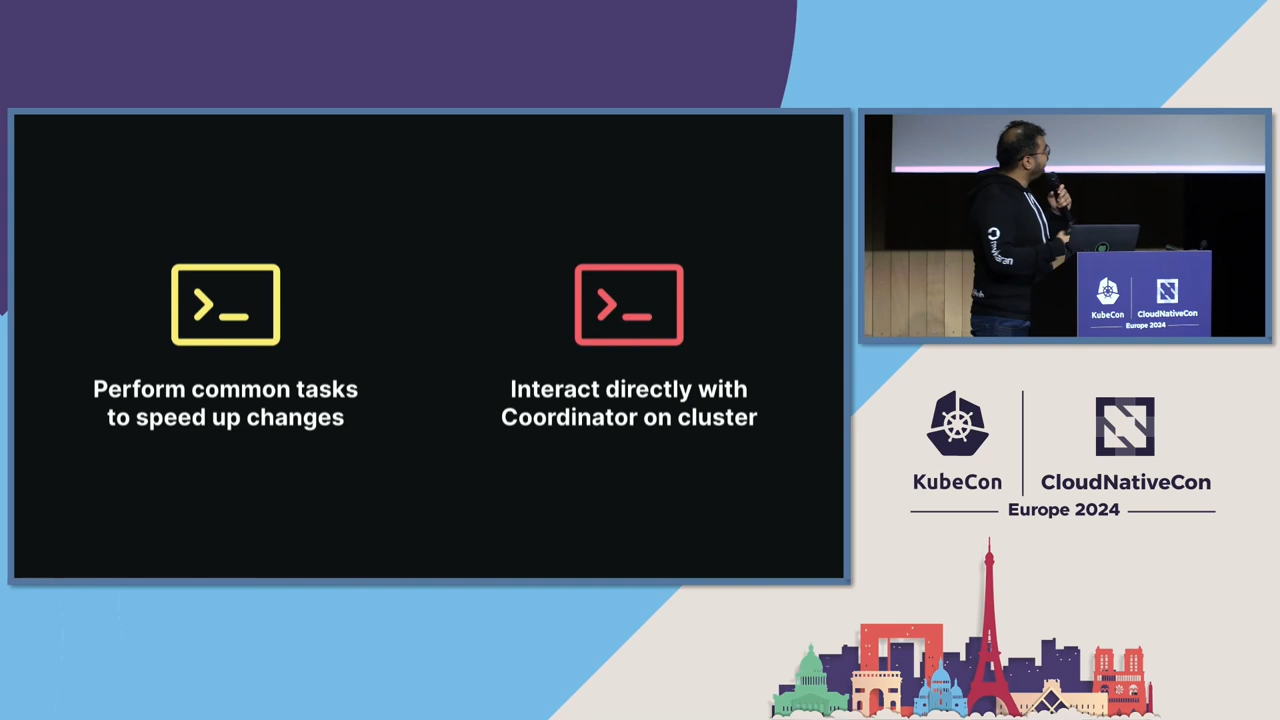 Perform common tasks
to speed up changes
Interact directly with
Coordinator on cluster
KubeCon
CloudNativeCon
Europe 2024
KubeCon
CloudNativeCon
Europe 2024